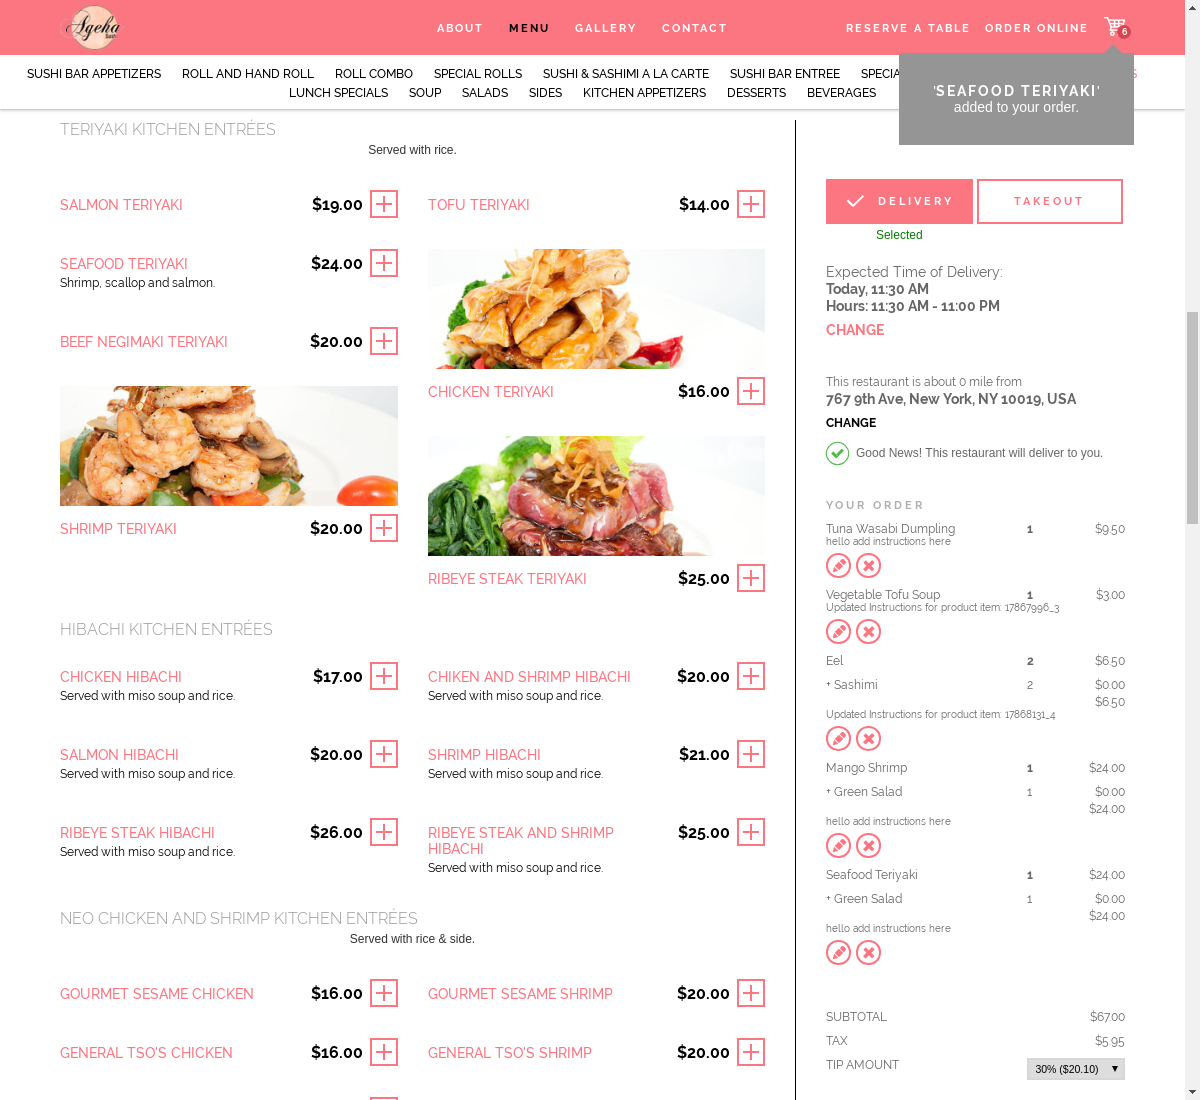 Ageha
ABOUT
MENU
GALLERY
CONTACT
RESERVE A TABLE
ORDER ONLINE
6
SUSHI BAR APPETIZERS
ROLL AND HAND ROLL
ROLL COMBO
SPECIAL ROLLS
SUSHI & SASHIMI A LA CARTE
SUSHI BAR ENTREE
SPECIA
S
LUNCH SPECIALS
SOUP
SALADS
SIDES
KITCHEN APPETIZERS
DESSERTS
BEVERAGES
'SEAFOOD TERIYAKI'
added to your order.
TERIYAKI KITCHEN ENTRÉES
Served with rice.
SALMON TERIYAKI $19.00
TOFU TERIYAKI $14.00
SEAFOOD TERIYAKI $24.00
Shrimp, scallop and salmon.
BEEF NEGIMAKI TERIYAKI $20.00
CHICKEN TERIYAKI $16.00
SHRIMP TERIYAKI $20.00
RIBEYE STEAK TERIYAKI $25.00
HIBACHI KITCHEN ENTRÉES
CHICKEN HIBACHI $17.00
Served with miso soup and rice.
CHIKEN AND SHRIMP HIBACHI $20.00
Served with miso soup and rice.
SALMON HIBACHI $20.00
Served with miso soup and rice.
SHRIMP HIBACHI $21.00
Served with miso soup and rice.
RIBEYE STEAK HIBACHI $26.00
Served with miso soup and rice.
RIBEYE STEAK AND SHRIMP $25.00
HIBACHI
Served with miso soup and rice.
NEO CHICKEN AND SHRIMP KITCHEN ENTRÉES
Served with rice & side.
GOURMET SESAME CHICKEN $16.00
GOURMET SESAME SHRIMP $20.00
GENERAL TSO'S CHICKEN $16.00
GENERAL TSO'S SHRIMP $20.00
DELIVERY
TAKEOUT
Selected
Expected Time of Delivery:
Today, 11:30 AM
Hours: 11:30 AM - 11:00 PM
CHANGE
This restaurant is about 0 mile from
767 9th Ave, New York, NY 10019, USA
CHANGE
Good News! This restaurant will deliver to you.
YOUR ORDER
Tuna Wasabi Dumpling 1 $9.50
hello add instructions here
Vegetable Tofu Soup 1 $3.00
Updated Instructions for product item: 17867996_3
Eel 2 $6.50
+ Sashimi 2 $0.00
$6.50
Updated Instructions for product item: 17868131_4
Mango Shrimp 1 $24.00
+ Green Salad 1 $0.00
$24.00
hello add instructions here
Seafood Teriyaki 1 $24.00
+ Green Salad 1 $0.00
$24.00
hello add instructions here
SUBTOTAL $67.00
TAX $5.95
TIP AMOUNT 30% ($20.10)